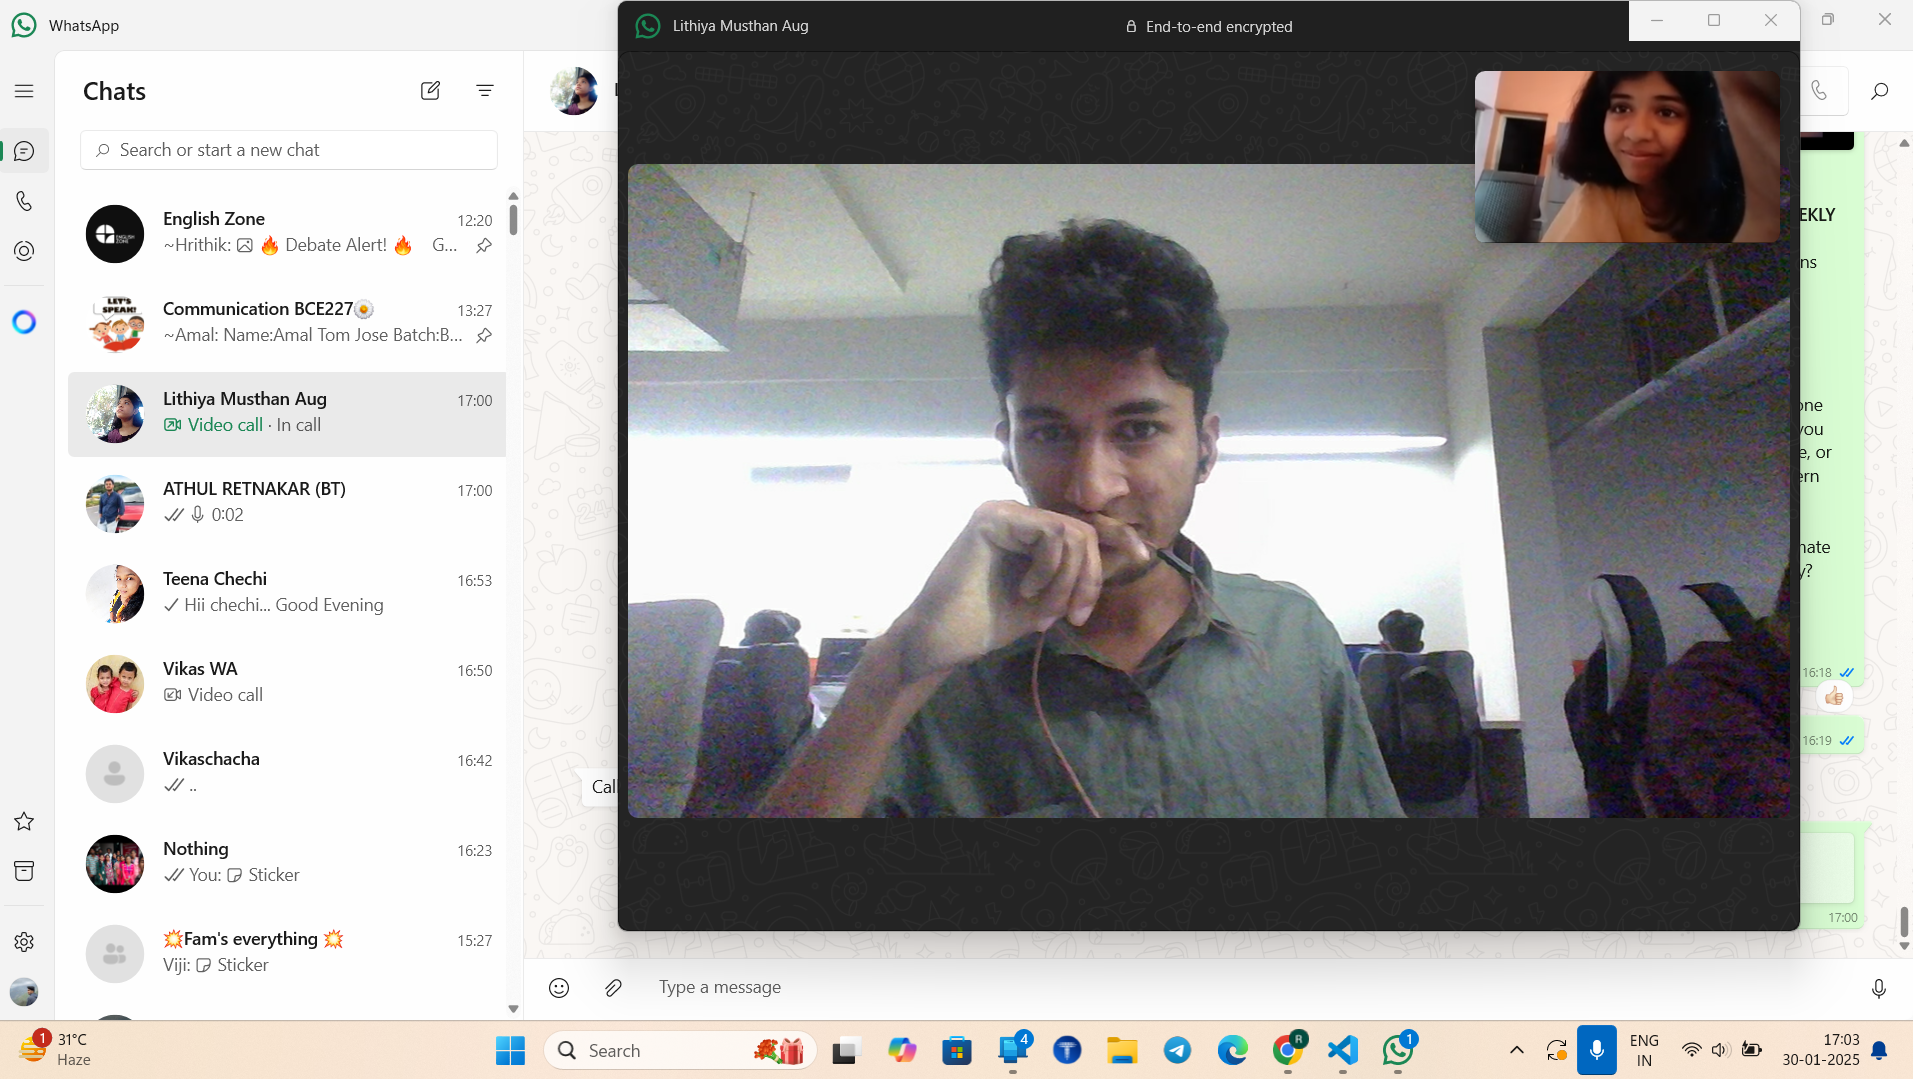 WhatsApp
Chats
Search or start a new chat
English Zone
12:20
~Hrithik: 🔥 Debate Alert! 🔥 G...
Communication BCE227🌼
13:27
~Amal: Name:Amal Tom Jose Batch:B...
Lithiya Musthan Aug
17:00
Video call · In call
ATHUL RETNAKAR (BT)
17:00
0:02
Teena Chechi
16:53
Hii chechi... Good Evening
Vikas WA
16:50
Video call
Vikaschacha
16:42
..
Nothing
16:23
You: Sticker
💥Fam's everything 💥
15:27
Viji: Sticker
Lithiya Musthan Aug
End-to-end encrypted
EKLY
ns
one
you
e, or
ern
nate
y?
16:18
👍🏻
16:19
Call
17:00
Type a message
LET'S
SPEAK!
ENGLISH
ZONE
1
31°C
Haze
Search
4
R
1
ENG
IN
17:03
30-01-2025